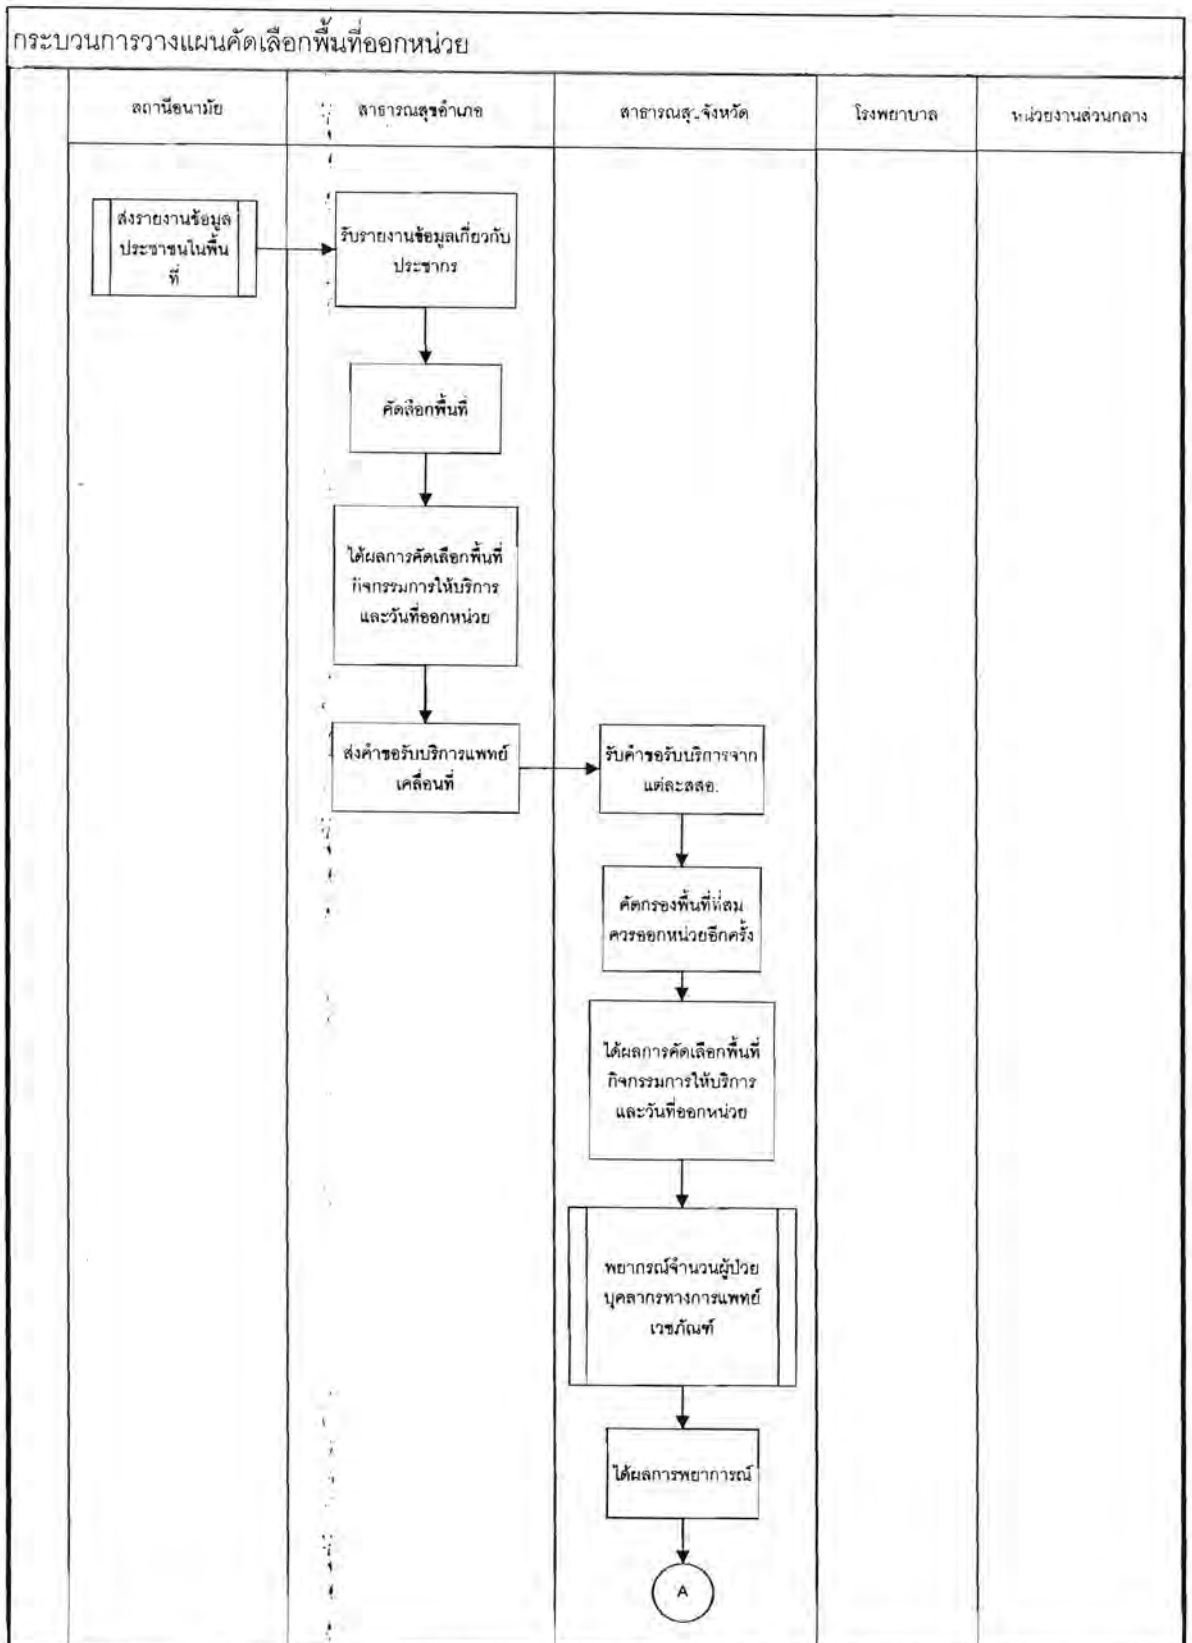 กระบวนการวางแผนคัดเลือกพื้นที่ออกหน่วย
สถานีอนามัย
สาธารณสุขอำเภอ
จังหวัด
โรงพยาบาล
หน่วยงานส่วนกลาง
ส่งรายงานข้อมูล
ประชาชนในพื้น
ที่
รับรายงานข้อมูลเกี่ยวกับ
ประชากร
คัดเลือกพื้นที่
ได้ผลการคัดเลือกพื้นที่
กิจกรรมการให้บริการ
และวันที่ออกหน่วย
ส่งคำขอรับบริการแพทย์
เคลื่อนที่
รับคำขอรับบริการจาก
แต่ละสสอ.
คัดกรองพื้นที่ที่สม
ควรออกหน่วยอีกครั้ง
ได้ผลการคัดเลือกพื้นที่
กิจกรรมการให้บริการ
และวันที่ออกหน่วย
พยากรณ์จำนวนผู้ป่วย
บุคลากรทางการแพทย์
เวชภัณฑ์
ได้ผลการพยาการณ์
A